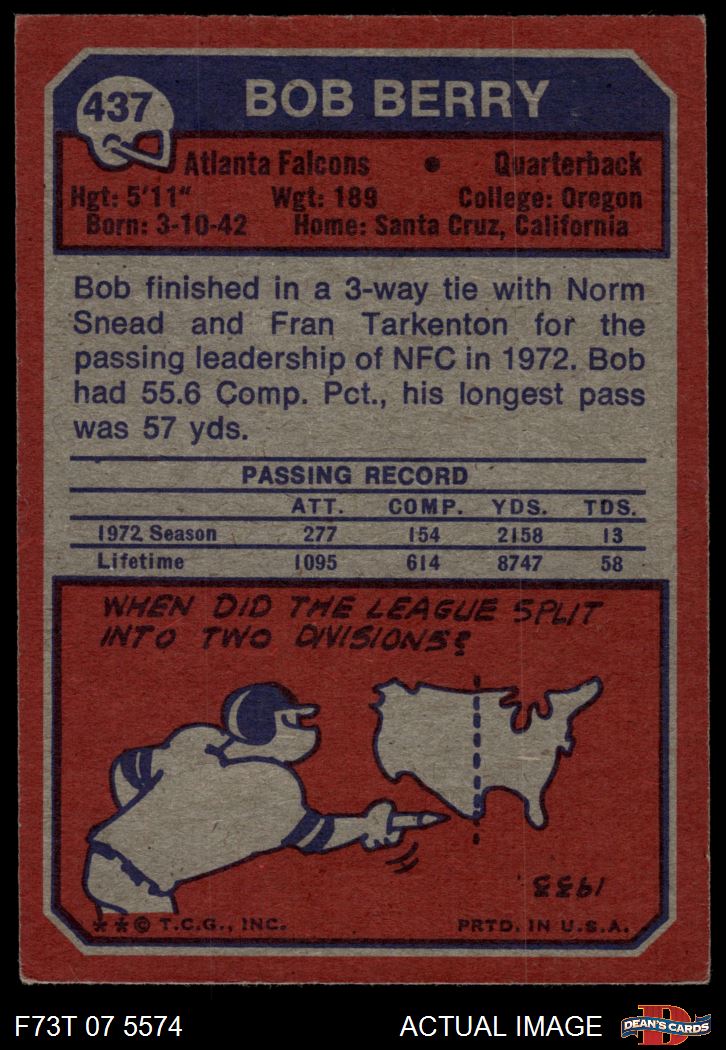 437
BOB BERRY
Atlanta Falcons • Quarterback
Hgt: 5'11" Wgt: 189 College: Oregon
Born: 3-10-42 Home: Santa Cruz, California
Bob finished in a 3-way tie with Norm
Snead and Fran Tarkenton for the
passing leadership of NFC in 1972. Bob
had 55.6 Comp. Pct., his longest pass
was 57 yds.
PASSING RECORD
ATT. COMP. YDS. TDS.
1972 Season 277 154 2158 13
Lifetime 1095 614 8747 58
WHEN DID THE LEAGUE SPLIT
INTO TWO DIVISIONS?
1933.
** © T.C.G., INC. PRTD. IN U.S.A.
F73T 07 5574 ACTUAL IMAGE
D
DEAN'S CARDS